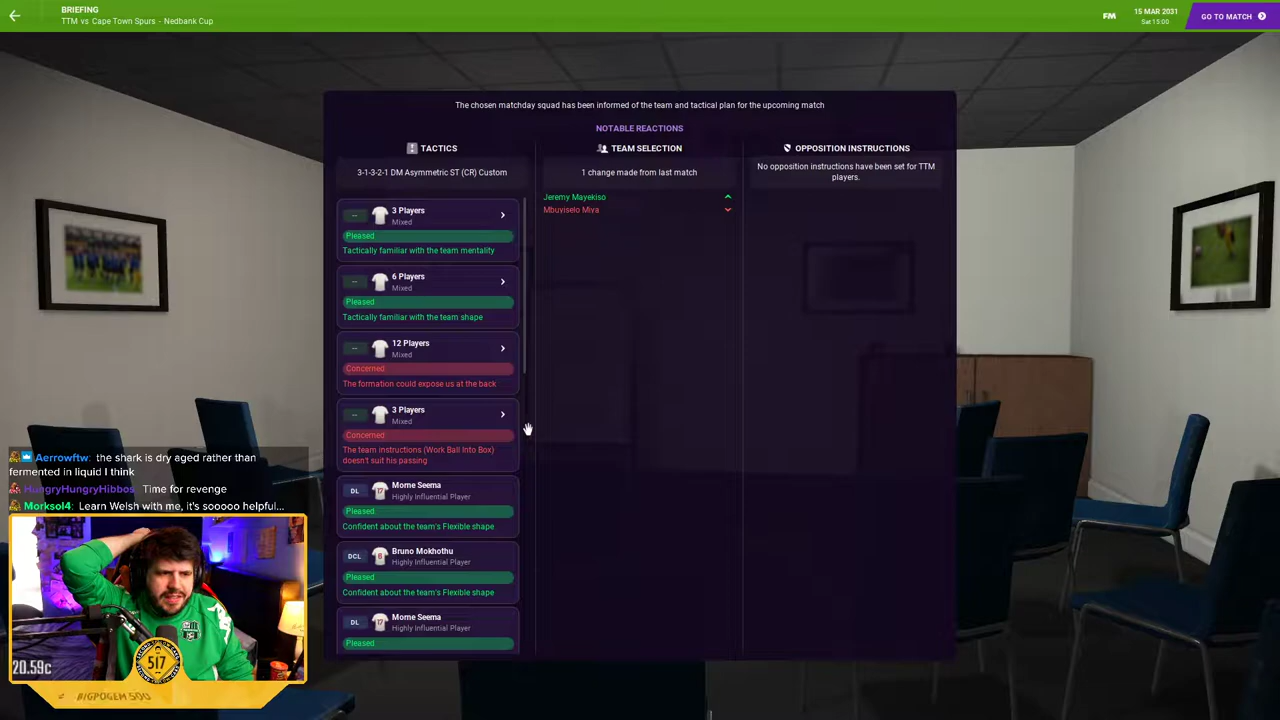 BRIEFING
TTM vs Cape Town Spurs - Nedbank Cup
FM
15 MAR 2031
Sat 15:00
GO TO MATCH
The chosen matchday squad has been informed of the team and tactical plan for the upcoming match
NOTABLE REACTIONS
TACTICS
3-1-3-2-1 DM Asymmetric ST (CR) Custom
3 Players
Mixed
Pleased
Tactically familiar with the team mentality
6 Players
Mixed
Pleased
Tactically familiar with the team shape
12 Players
Mixed
Concerned
The formation could expose us at the back
3 Players
Mixed
Concerned
The team instructions (Work Ball Into Box)
doesn't suit his passing
DL
17
Morne Seema
Highly Influential Player
Pleased
Confident about the team's Flexible shape
DCL
Bruno Mokhothu
Highly Influential Player
Pleased
Confident about the team's Flexible shape
DL
17
Morne Seema
Highly Influential Player
Pleased
TEAM SELECTION
1 change made from last match
Jeremy Mayekiso
Mbuyiselo Miya
OPPOSITION INSTRUCTIONS
No opposition instructions have been set for TTM
players.
Aerrowftw: the shark is dry aged rather than
fermented in liquid I think
HungryHungryHibbos Time for revenge
Morksol4: Learn Welsh with me, it's sooooo helpful...
20.59c
517
BIGPOGEM 500